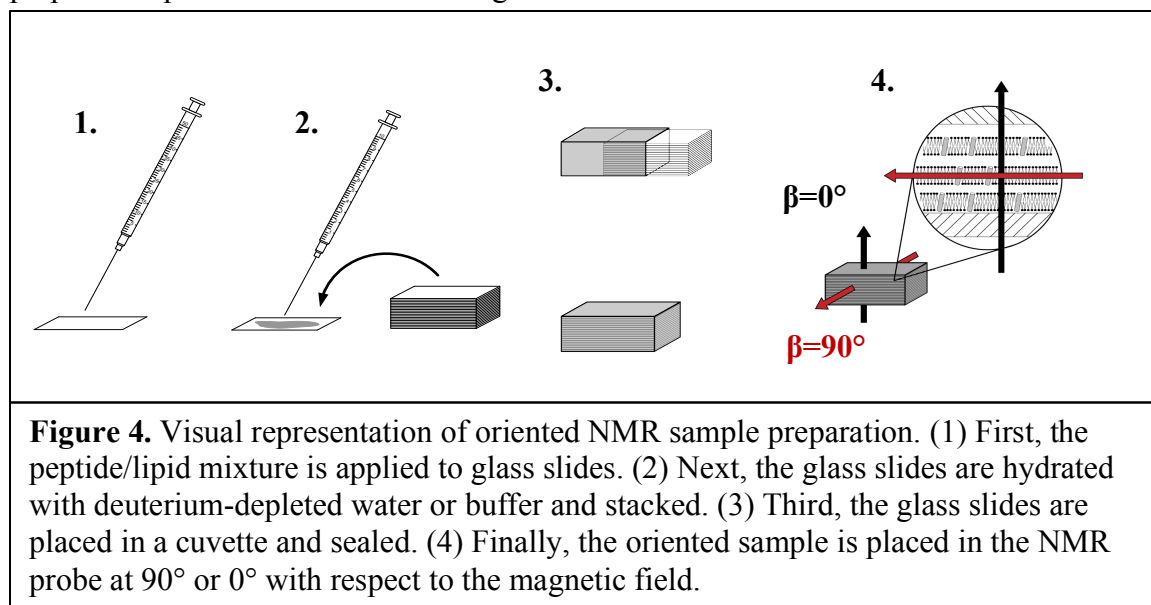 1.
2.
3.
4.
β=0°
β=90°
Figure 4. Visual representation of oriented NMR sample preparation. (1) First, the
peptide/lipid mixture is applied to glass slides. (2) Next, the glass slides are hydrated
with deuterium-depleted water or buffer and stacked. (3) Third, the glass slides are
placed in a cuvette and sealed. (4) Finally, the oriented sample is placed in the NMR
probe at 90° or 0° with respect to the magnetic field.